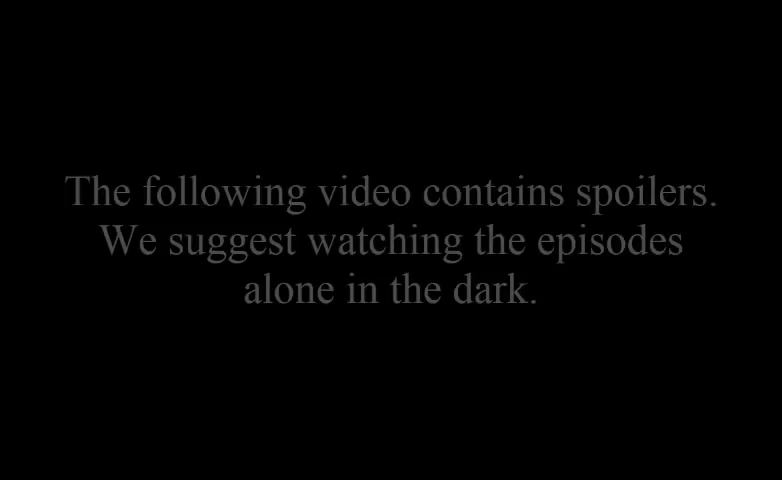 The following video contains spoilers.
We suggest watching the episodes
alone in the dark.